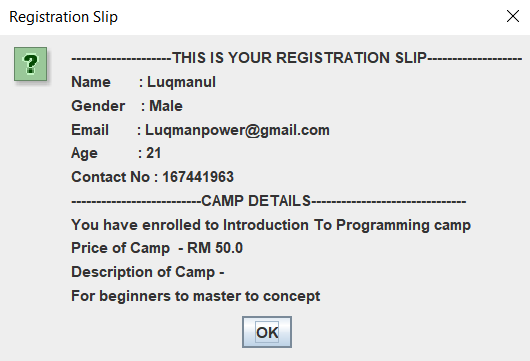 Registration Slip
--------------------THIS IS YOUR REGISTRATION SLIP-------------------
Name : Luqmanul
Gender : Male
Email : Luqmanpower@gmail.com
Age : 21
Contact No : 167441963
--------------------------CAMP DETAILS-------------------------------
You have enrolled to Introduction To Programming camp
Price of Camp - RM 50.0
Description of Camp -
For beginners to master to concept
OK